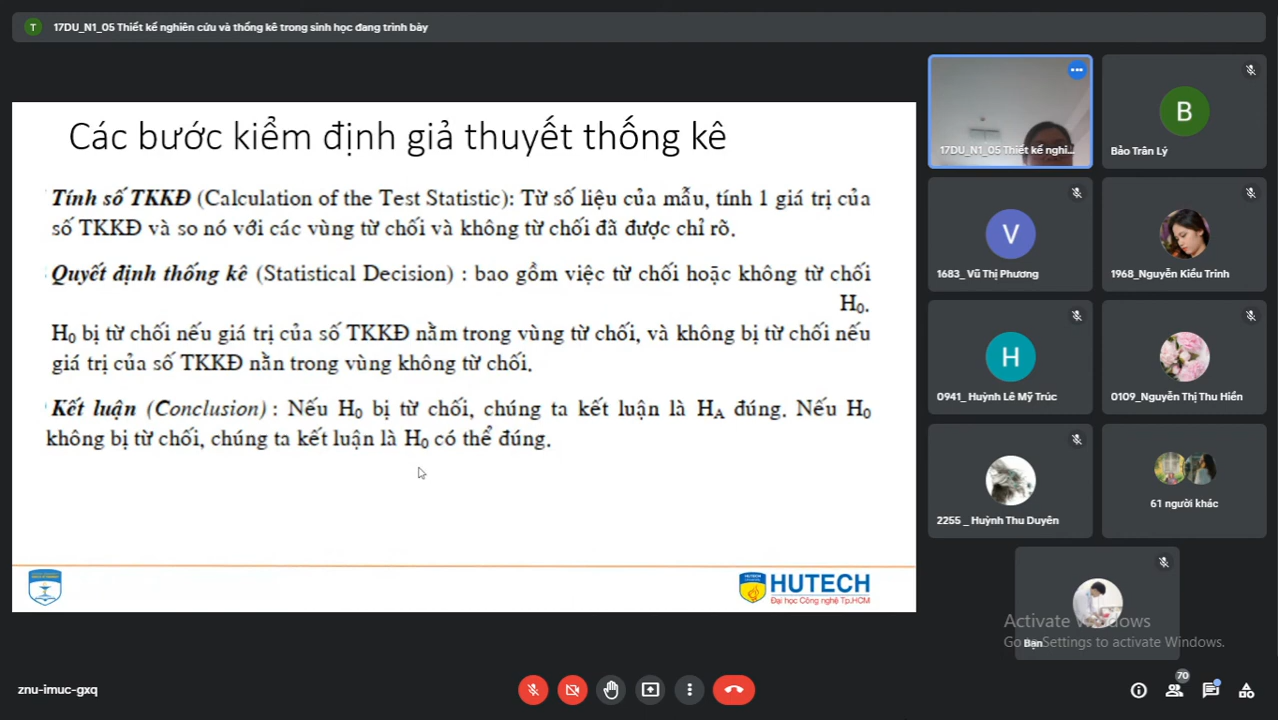 T
17DU_N1_05 Thiết kế nghiên cứu và thống kê trong sinh học đang trình bày
Các bước kiểm định giả thuyết thống kê
Tính số TKKĐ (Calculation of the Test Statistic): Từ số liệu của mẫu, tính 1 giá trị của
số TKKĐ và so nó với các vùng từ chối và không từ chối đã được chỉ rõ.
Quyết định thống kê (Statistical Decision) : bao gồm việc từ chối hoặc không từ chối
H0.
H0 bị từ chối nếu giá trị của số TKKĐ nằm trong vùng từ chối, và không bị từ chối nếu
giá trị của số TKKĐ nằn trong vùng không từ chối.
Kết luận (Conclusion) : Nếu H0 bị từ chối, chúng ta kết luận là HA đúng. Nếu H0
không bị từ chối, chúng ta kết luận là H0 có thể đúng.
HUTECH
HUTECH
Đại học Công nghệ Tp.HCM
17DU_N1_05 Thiết kế nghi...
B
Bảo Trân Lý
V
1683_ Vũ Thị Phương
1968_Nguyễn Kiều Trinh
H
0941_ Huỳnh Lê Mỹ Trúc
0109_Nguyễn Thị Thu Hiền
2255 _ Huỳnh Thu Duyên
61 người khác
Bạn
Activate Windows
Go to Settings to activate Windows.
znu-imuc-gxq
70